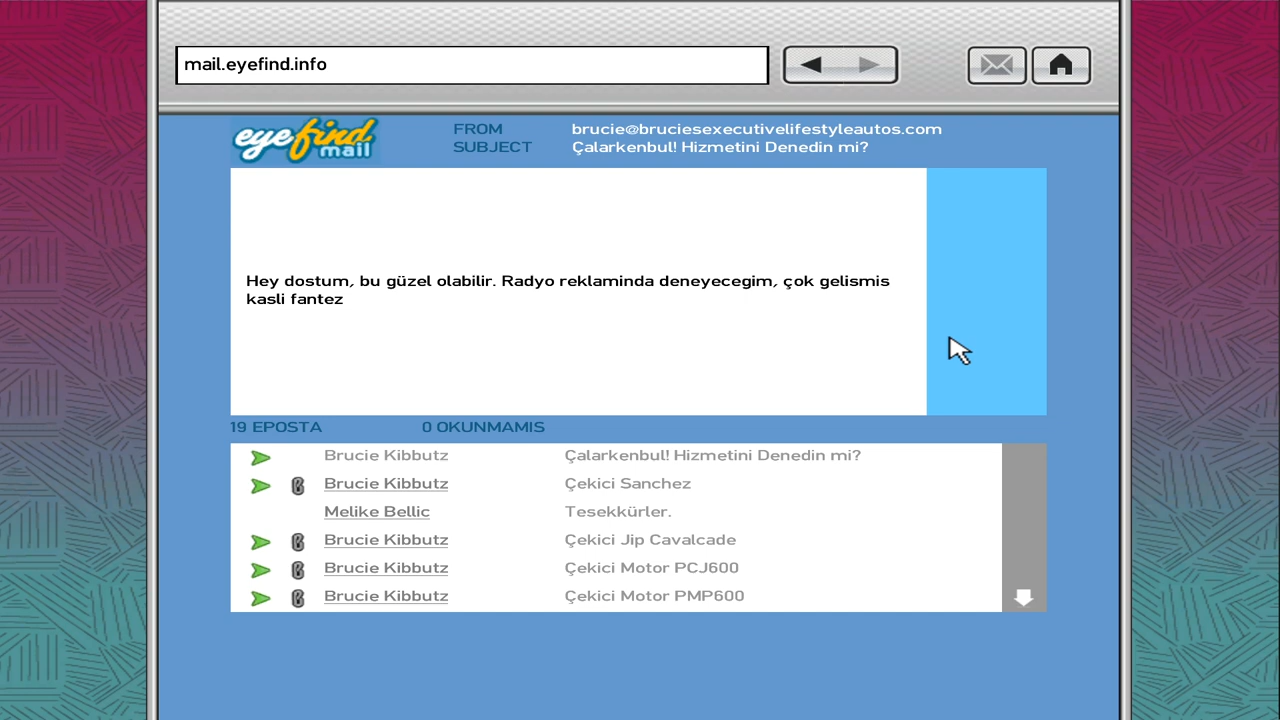 mail.eyefind.info
eyefind mail
FROM brucie@bruciesexecutivelifestyleautos.com
SUBJECT Çalarkenbul! Hizmetini Denedin mi?
Hey dostum, bu güzel olabilir. Radyo reklaminda deneyecegim, çok gelismis
kasli fantez
19 EPOSTA 0 OKUNMAMIS
Brucie Kibbutz Çalarkenbul! Hizmetini Denedin mi?
Brucie Kibbutz Çekici Sanchez
Melike Bellic Tesekkürler.
Brucie Kibbutz Çekici Jip Cavalcade
Brucie Kibbutz Çekici Motor PCJ600
Brucie Kibbutz Çekici Motor PMP600